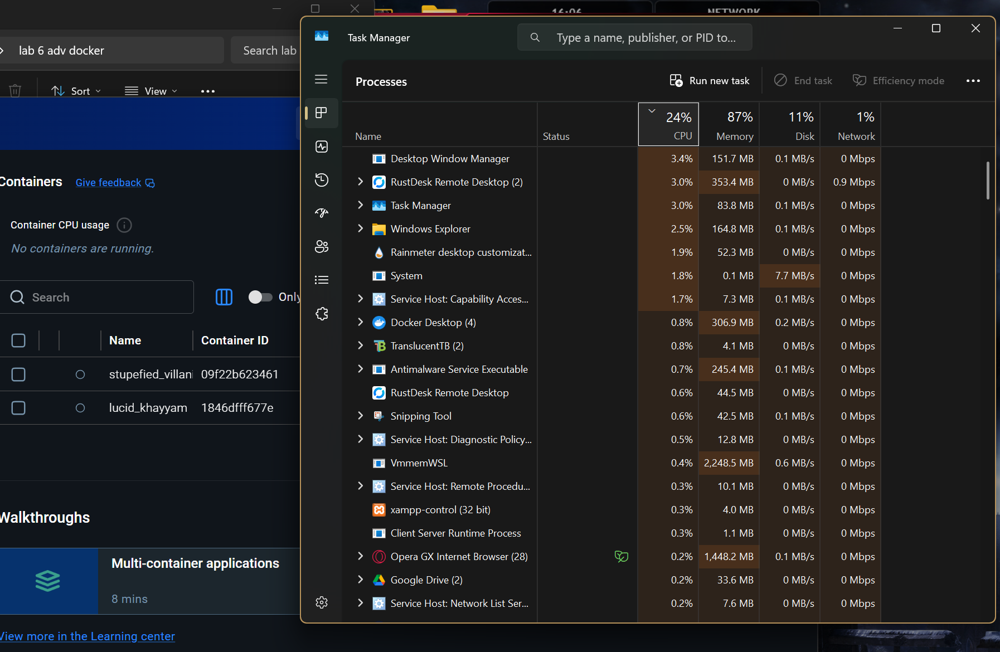 lab 6 adv docker
Search lab
Sort
View
Containers
Give feedback
Container CPU usage
No containers are running.
Search
Only
Name
Container ID
stupefied_villani
09f22b623461
lucid_khayyam
1846dfff677e
Walkthroughs
Multi-container applications
8 mins
View more in the Learning center
16:06
NETWORK
Task Manager
Type a name, publisher, or PID to...
Processes
Run new task
End task
Efficiency mode
24% 87% 11% 1%
Name Status CPU Memory Disk Network
Desktop Window Manager 3.4% 151.7 MB 0.1 MB/s 0 Mbps
RustDesk Remote Desktop (2) 3.0% 353.4 MB 0 MB/s 0.9 Mbps
Task Manager 3.0% 83.8 MB 0.1 MB/s 0 Mbps
Windows Explorer 2.5% 164.8 MB 0.1 MB/s 0 Mbps
Rainmeter desktop customizat... 1.9% 52.3 MB 0 MB/s 0 Mbps
System 1.8% 0.1 MB 7.7 MB/s 0 Mbps
Service Host: Capability Acces... 1.7% 7.3 MB 0.1 MB/s 0 Mbps
Docker Desktop (4) 0.8% 306.9 MB 0.2 MB/s 0 Mbps
TranslucentTB (2) 0.8% 4.1 MB 0 MB/s 0 Mbps
Antimalware Service Executable 0.7% 245.4 MB 0.1 MB/s 0 Mbps
RustDesk Remote Desktop 0.6% 44.5 MB 0 MB/s 0 Mbps
Snipping Tool 0.6% 42.5 MB 0.1 MB/s 0 Mbps
Service Host: Diagnostic Policy... 0.5% 12.8 MB 0 MB/s 0 Mbps
VmmemWSL 0.4% 2,248.5 MB 0.6 MB/s 0 Mbps
Service Host: Remote Procedu... 0.3% 10.1 MB 0 MB/s 0 Mbps
xampp-control (32 bit) 0.3% 4.0 MB 0 MB/s 0 Mbps
Client Server Runtime Process 0.3% 1.1 MB 0 MB/s 0 Mbps
Opera GX Internet Browser (28) 0.2% 1,448.2 MB 0.1 MB/s 0 Mbps
Google Drive (2) 0.2% 33.6 MB 0 MB/s 0 Mbps
Service Host: Network List Ser... 0.2% 7.6 MB 0 MB/s 0 Mbps